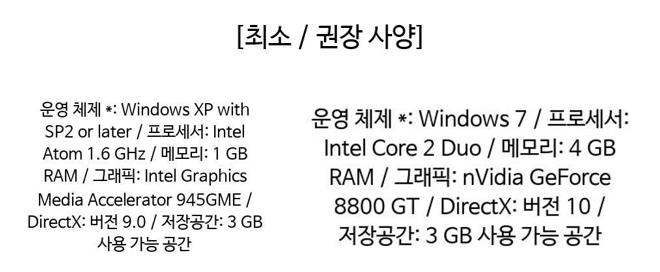 [최소 / 권장 사양]
운영 체제 *: Windows XP with
SP2 or later / 프로세서: Intel
Atom 1.6 GHz / 메모리: 1 GB
RAM / 그래픽: Intel Graphics
Media Accelerator 945GME /
DirectX: 버전 9.0 / 저장공간: 3 GB
사용 가능 공간
운영 체제 *: Windows 7 / 프로세서:
Intel Core 2 Duo / 메모리: 4 GB
RAM / 그래픽: nVidia GeForce
8800 GT / DirectX: 버전 10 /
저장공간: 3 GB 사용 가능 공간